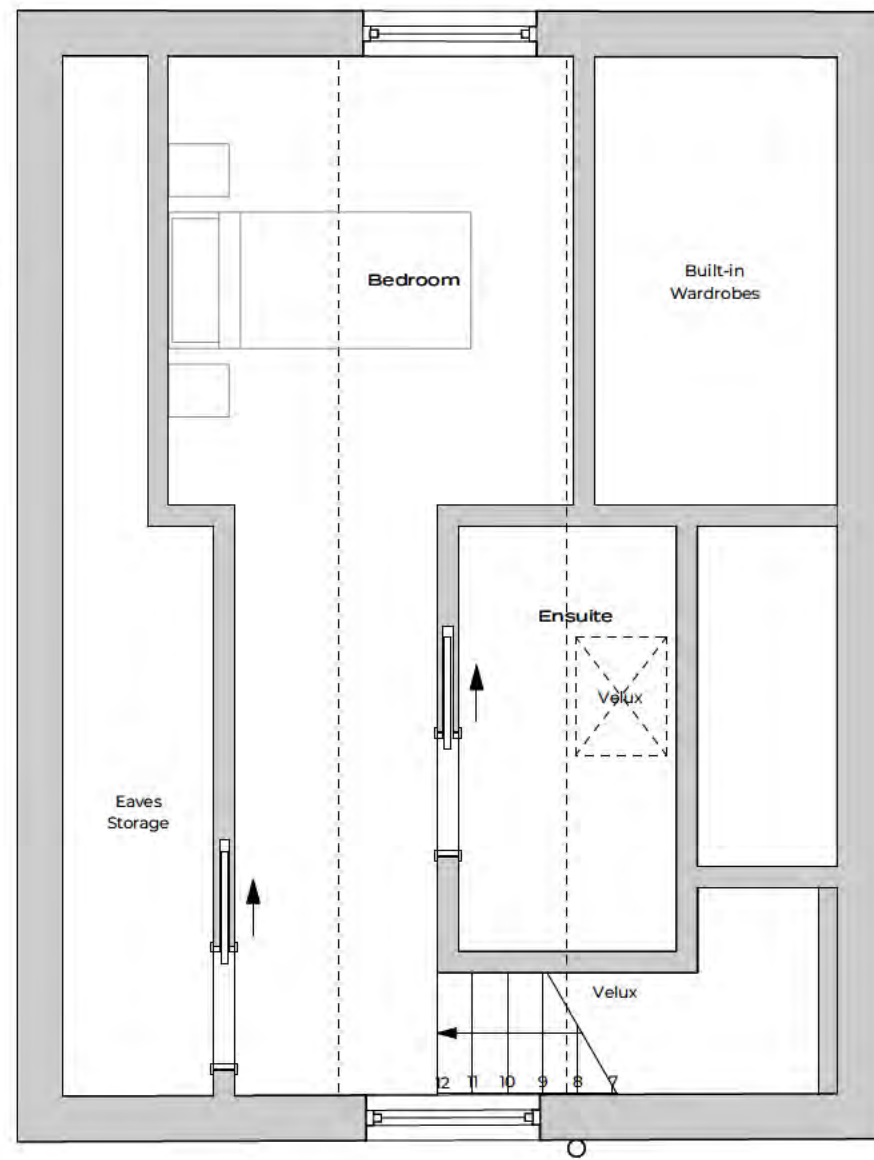 Bedroom
Built-in
Wardrobes
Ensuite
Velux
Eaves
Storage
Velux
12 11 10 9 8 7